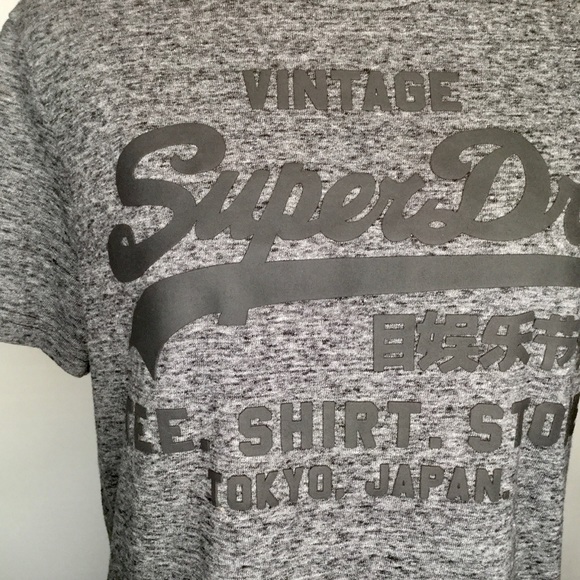 VINTAGE
SuperDr
目娱乐节
EE. SHIRT. STO
TOKYO, JAPAN.